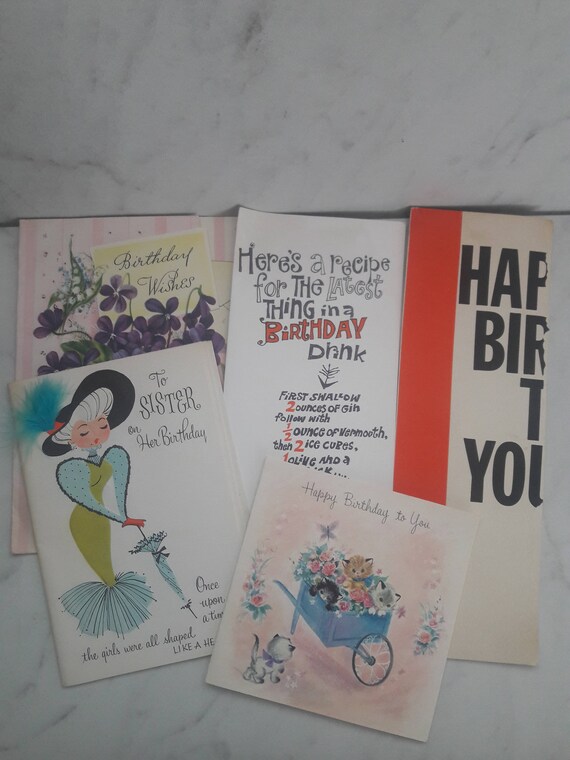 Birthday
Wishes
Here's a recipe
for THE LaTesT
THING in a
BIRTHDAY
Drink
FIRST SWALLOW
2 ounces of Gin
follow with
1/2 OUNCE of VERMOUTH,
then 2 ICE CUBES,
1 OLIVE AND a
HAP
BIR
T
YOU
To
SISTER
on
Her Birthday
Once
upon
a time
the girls were all shaped
LIKE A HE
Happy Birthday to You